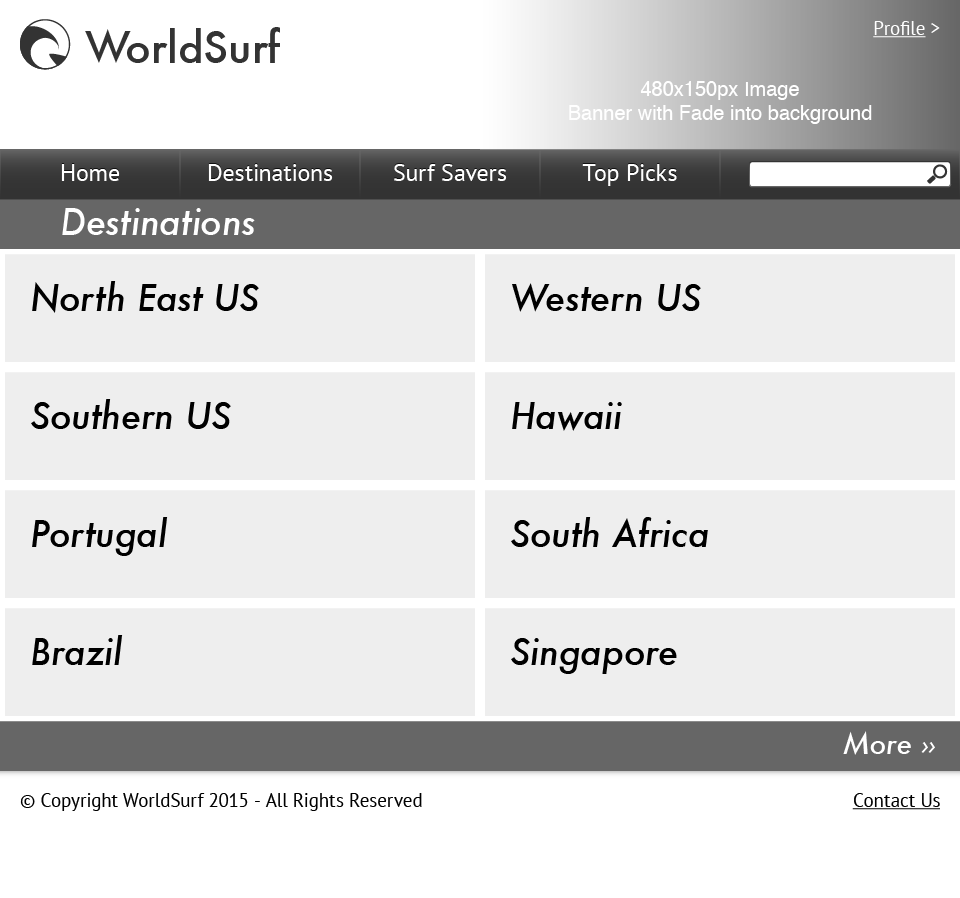 WorldSurf
Profile >
480x150px Image
Banner with Fade into background
Home
Destinations
Surf Savers
Top Picks
Destinations
North East US
Western US
Southern US
Hawaii
Portugal
South Africa
Brazil
Singapore
More »
© Copyright WorldSurf 2015 - All Rights Reserved
Contact Us